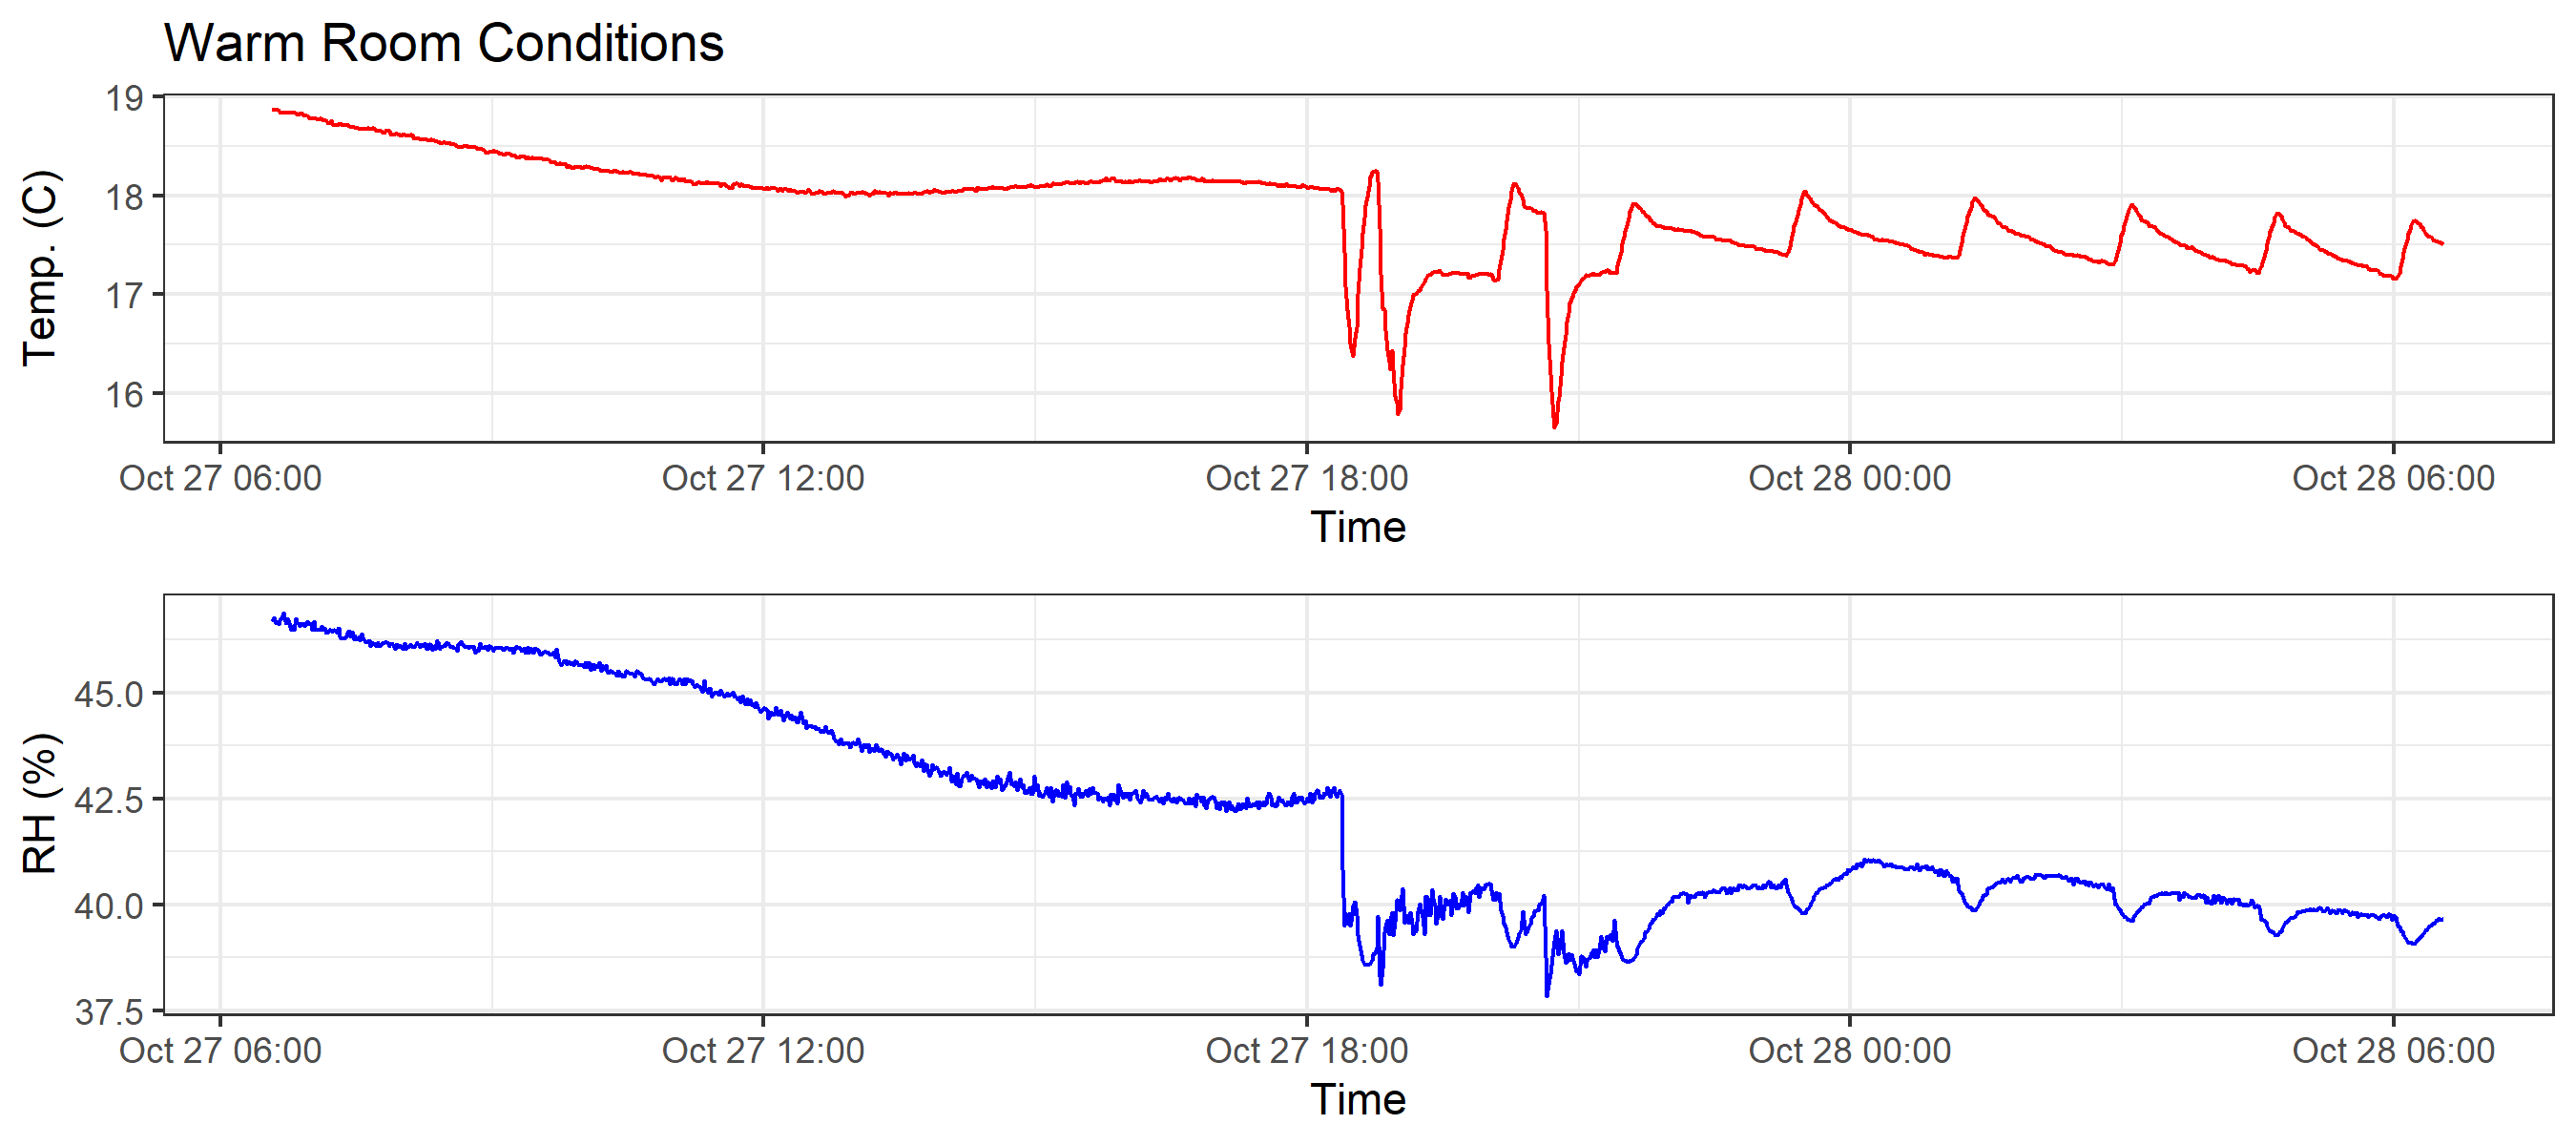 Warm Room Conditions
Temp. (C)
19
18
17
16
Oct 27 06:00 Oct 27 12:00 Oct 27 18:00 Oct 28 00:00 Oct 28 06:00
Time
RH (%)
45.0
42.5
40.0
37.5
Oct 27 06:00 Oct 27 12:00 Oct 27 18:00 Oct 28 00:00 Oct 28 06:00
Time